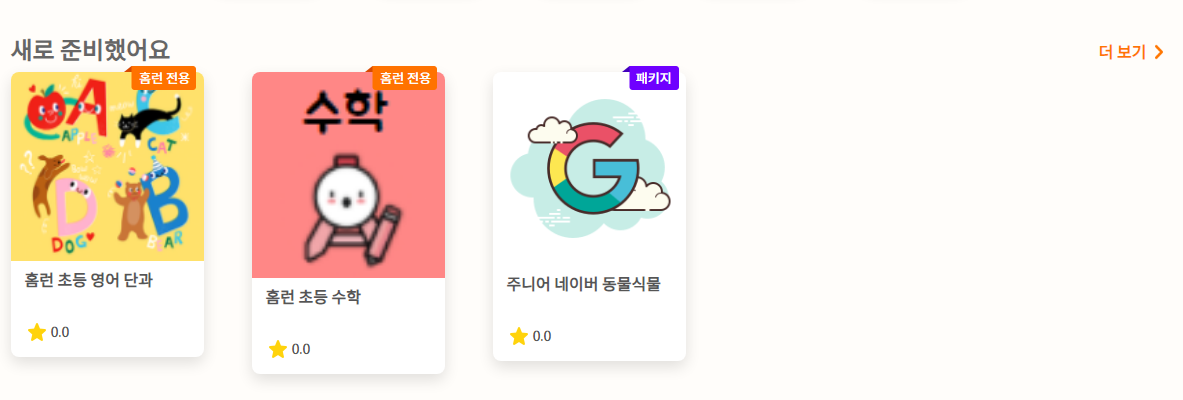 새로 준비했어요
더 보기
홈런 전용
홈런 전용
패키지
A
APPLE
meow
CAT
??
bow
wow
D
DOG
B
BEAR
수학
G
홈런 초등 영어 단과
0.0
홈런 초등 수학
0.0
주니어 네이버 동물식물
0.0